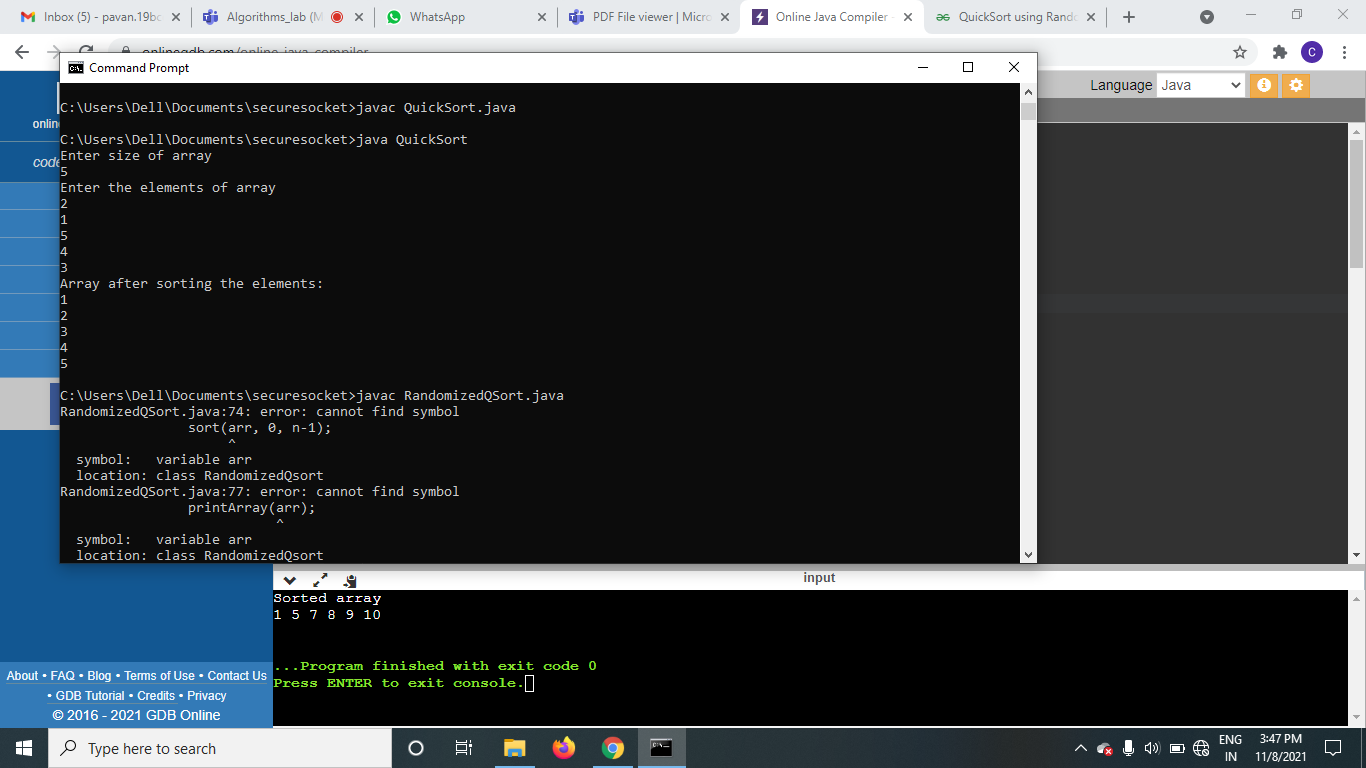 Inbox (5) - pavan.19bc
Algorithms_lab (M
WhatsApp
PDF File viewer | Micro
Online Java Compiler
QuickSort using Rando
onlinegdb.com/online_java_compiler
C
Command Prompt
Language Java
onlin
code
C:\Users\Dell\Documents\securesocket>javac QuickSort.java
C:\Users\Dell\Documents\securesocket>java QuickSort
Enter size of array
5
Enter the elements of array
2
1
5
4
3
Array after sorting the elements:
1
2
3
4
5
C:\Users\Dell\Documents\securesocket>javac RandomizedQSort.java
RandomizedQSort.java:74: error: cannot find symbol
sort(arr, 0, n-1);
^
symbol: variable arr
location: class RandomizedQsort
RandomizedQSort.java:77: error: cannot find symbol
printArray(arr);
^
symbol: variable arr
location: class RandomizedQsort
input
Sorted array
1 5 7 8 9 10
...Program finished with exit code 0
Press ENTER to exit console.
About • FAQ • Blog • Terms of Use • Contact Us
• GDB Tutorial • Credits • Privacy
© 2016 - 2021 GDB Online
Type here to search
ENG
IN
3:47 PM
11/8/2021